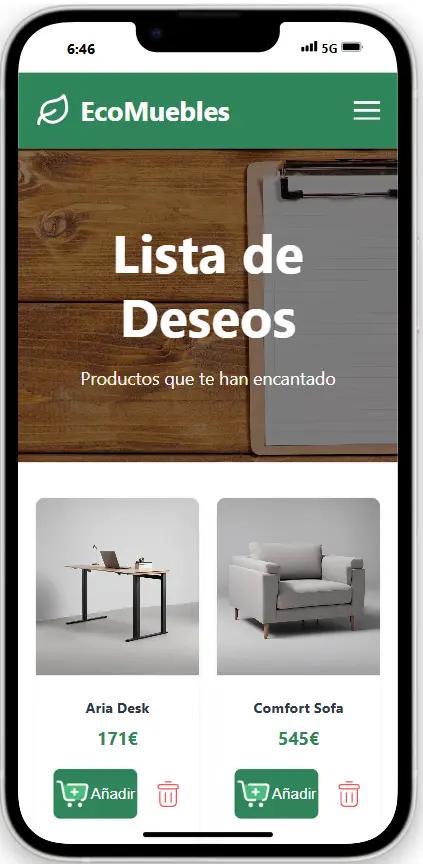 6:46
5G
EcoMuebles
Lista de
Deseos
Productos que te han encantado
Aria Desk
Comfort Sofa
171€
545€
Añadir
Añadir